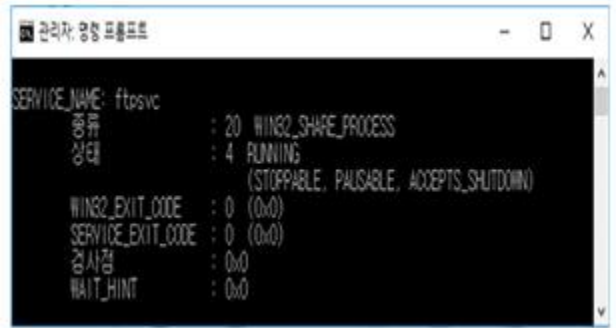 관리자: 명령 프롬프트
SERVICE_NAME: ftpsvc
종류 : 20 WIN32_SHARE_PROCESS
상태 : 4 RUNNING
(STOPPABLE, PAUSABLE, ACCEPTS_SHUTDOWN)
WIN32_EXIT_CODE : 0 (0x0)
SERVICE_EXIT_CODE : 0 (0x0)
검사점 : 0x0
WAIT_HINT : 0x0